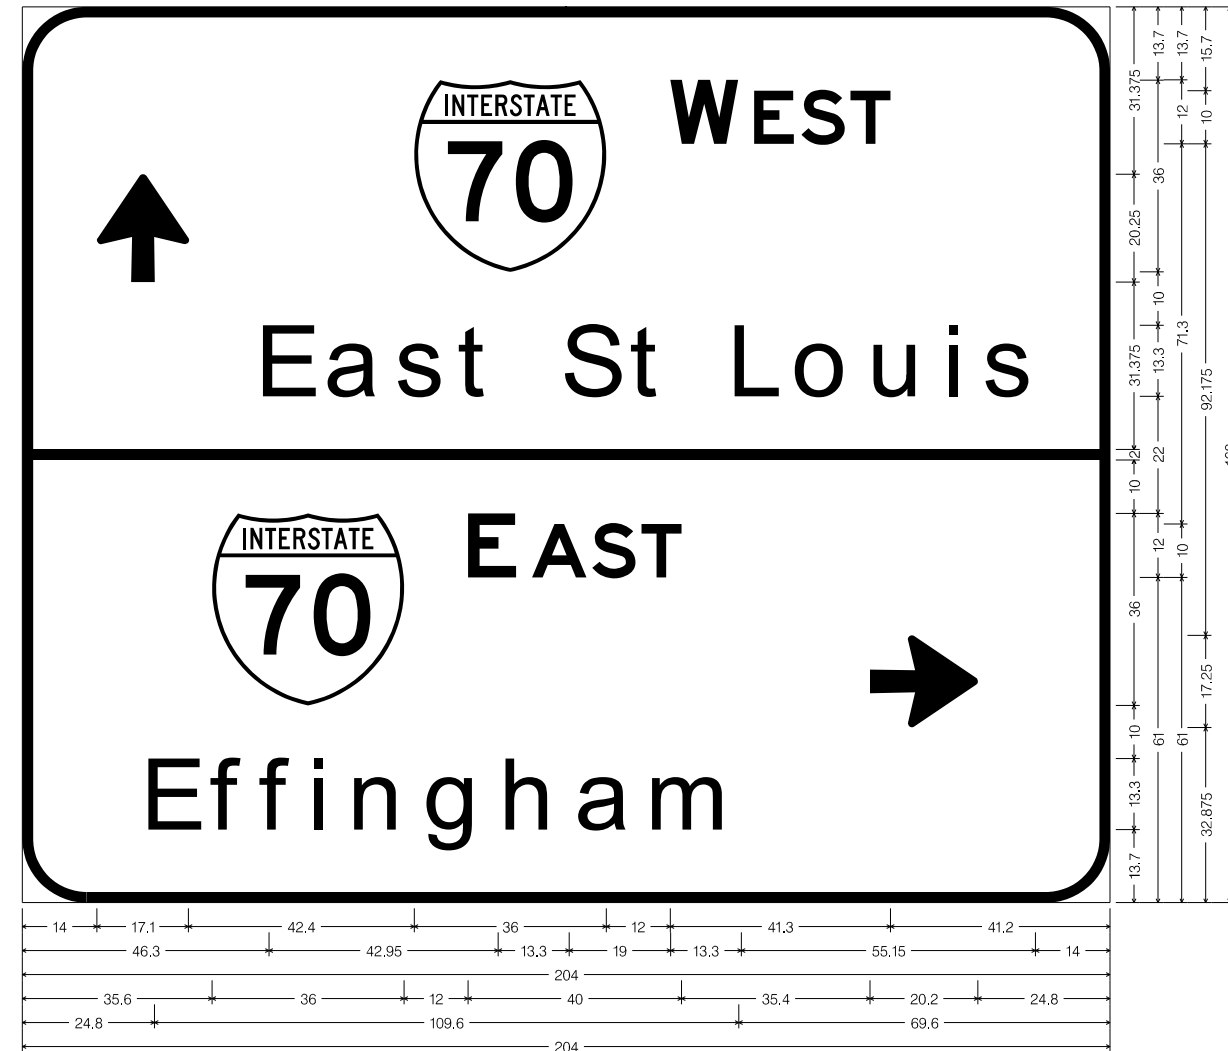 INTERSTATE
70
WEST
East St Louis
INTERSTATE
70
EAST
Effingham
31.375 20.25 31.375 2 10 36 10 13.3 13.7
13.7 36 10 13.3 22 12 61
13.7 12 71.3 10 61
15.7 10 92.175 17.25 32.875
14 17.1 42.4 36 12 41.3 41.2
46.3 42.95 13.3 19 13.3 55.15 14
204
35.6 36 12 40 35.4 20.2 24.8
24.8 109.6 69.6
204